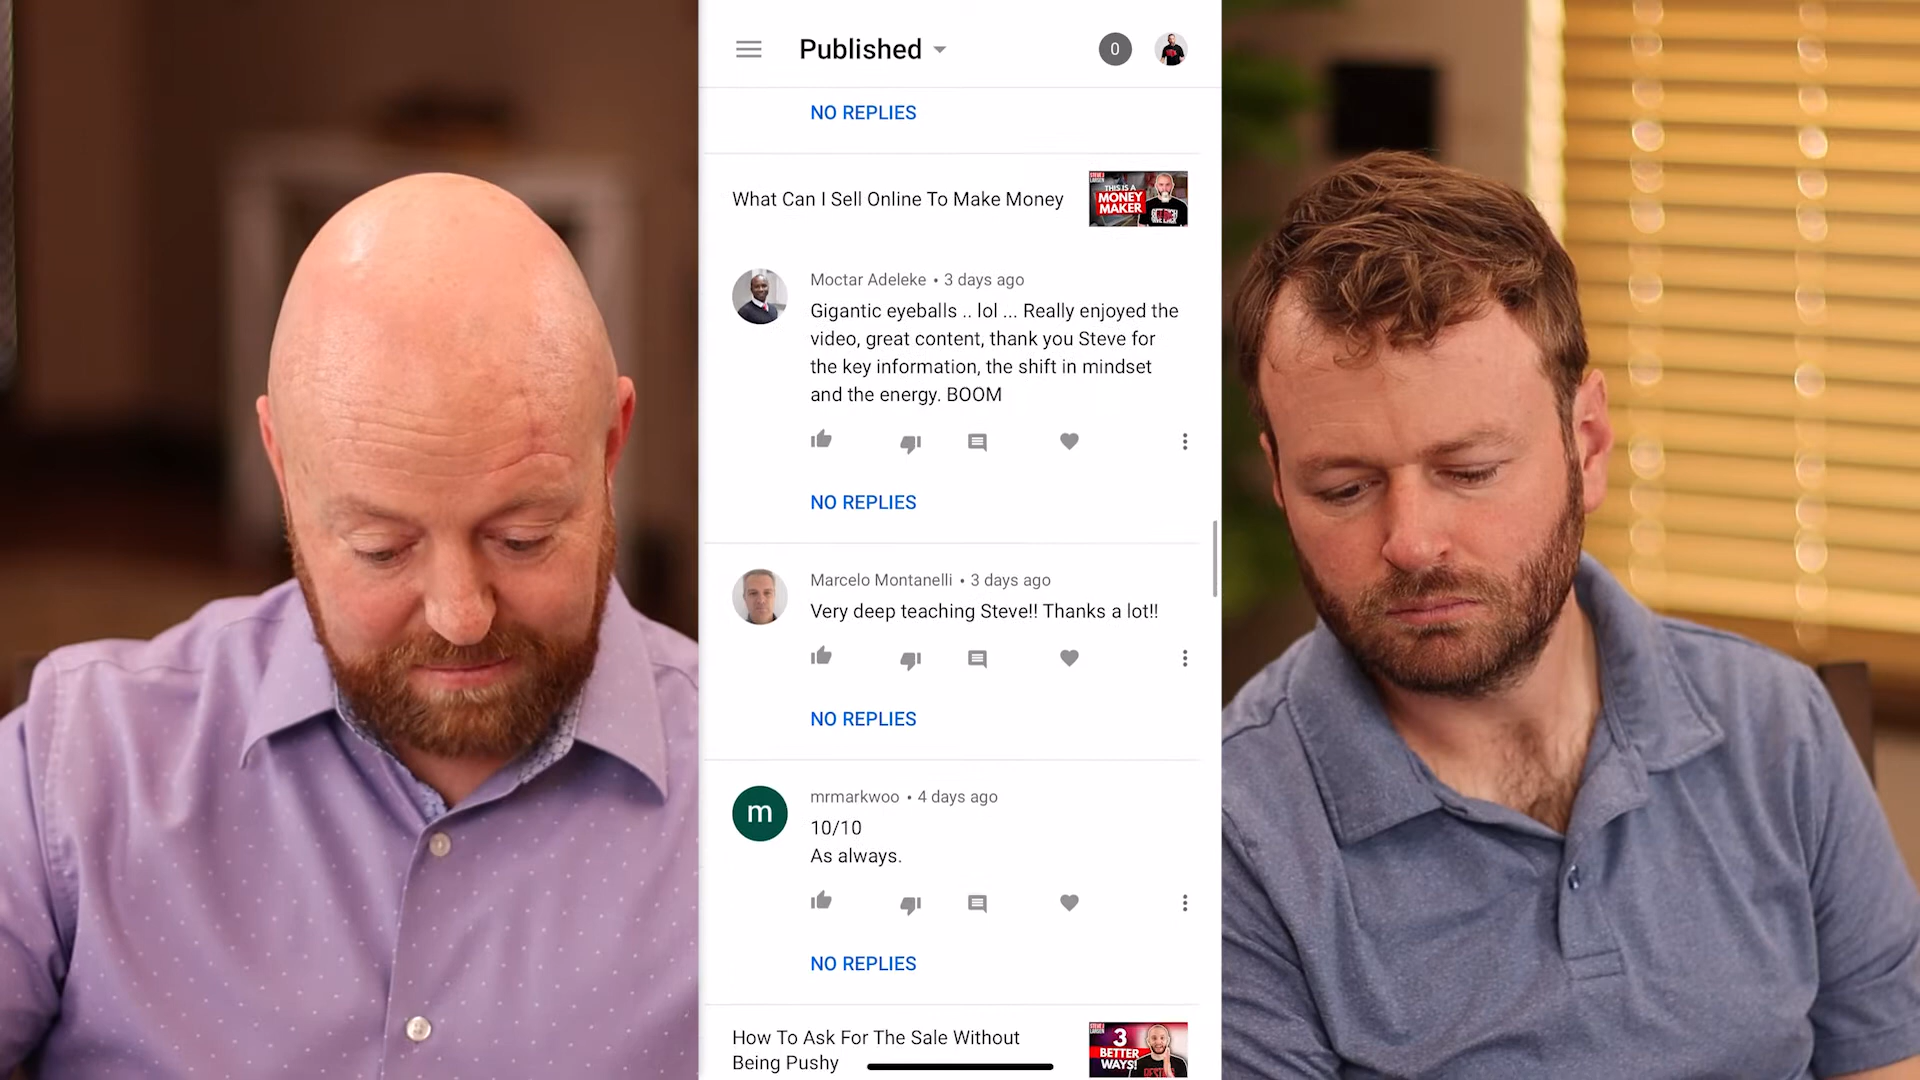 Published
0
NO REPLIES
What Can I Sell Online To Make Money
STEVE J
LARSEN
THIS IS A
MONEY
MAKER
Moctar Adeleke • 3 days ago
Gigantic eyeballs .. lol ... Really enjoyed the
video, great content, thank you Steve for
the key information, the shift in mindset
and the energy. BOOM
NO REPLIES
Marcelo Montanelli • 3 days ago
Very deep teaching Steve!! Thanks a lot!!
NO REPLIES
m
mrmarkwoo • 4 days ago
10/10
As always.
NO REPLIES
How To Ask For The Sale Without
Being Pushy
STEVE J
LARSEN
3
BETTER
WAYS!